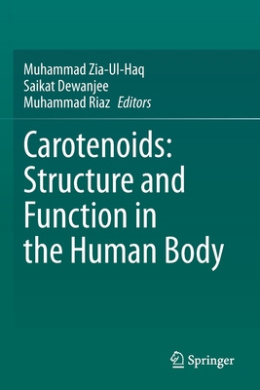 Muhammad Zia-Ul-Haq
Saikat Dewanjee
Muhammad Riaz Editors
Carotenoids:
Structure and
Function in
the Human Body
Springer